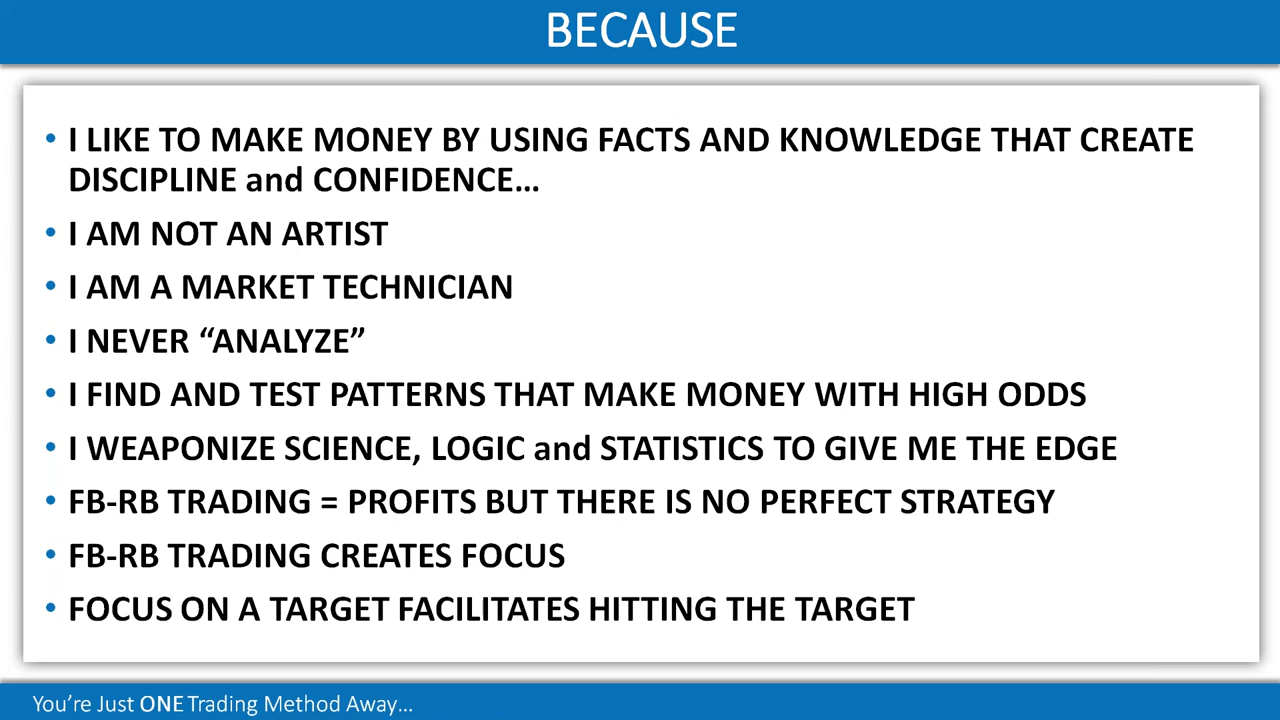 BECAUSE
• I LIKE TO MAKE MONEY BY USING FACTS AND KNOWLEDGE THAT CREATE
DISCIPLINE and CONFIDENCE…
• I AM NOT AN ARTIST
• I AM A MARKET TECHNICIAN
• I NEVER “ANALYZE”
• I FIND AND TEST PATTERNS THAT MAKE MONEY WITH HIGH ODDS
• I WEAPONIZE SCIENCE, LOGIC and STATISTICS TO GIVE ME THE EDGE
• FB-RB TRADING = PROFITS BUT THERE IS NO PERFECT STRATEGY
• FB-RB TRADING CREATES FOCUS
• FOCUS ON A TARGET FACILITATES HITTING THE TARGET
You’re Just ONE Trading Method Away…